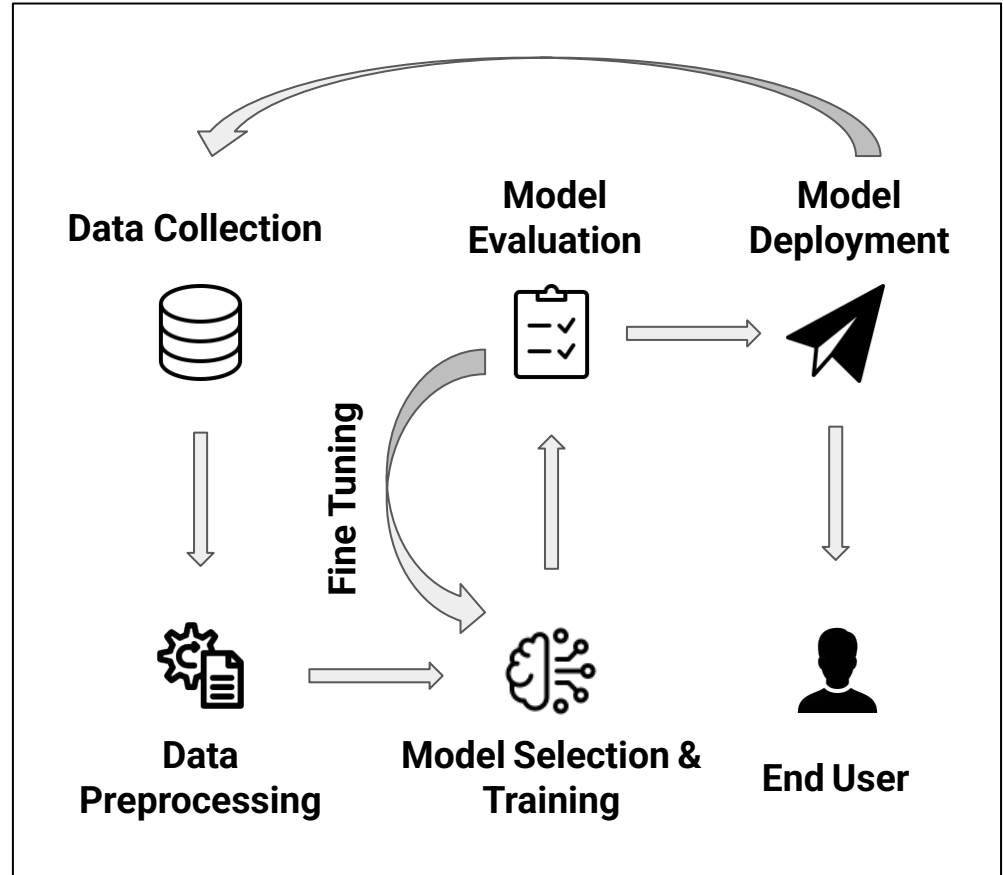 Data Collection
Model
Evaluation
Model
Deployment
Fine Tuning
Data
Preprocessing
Model Selection &
Training
End User